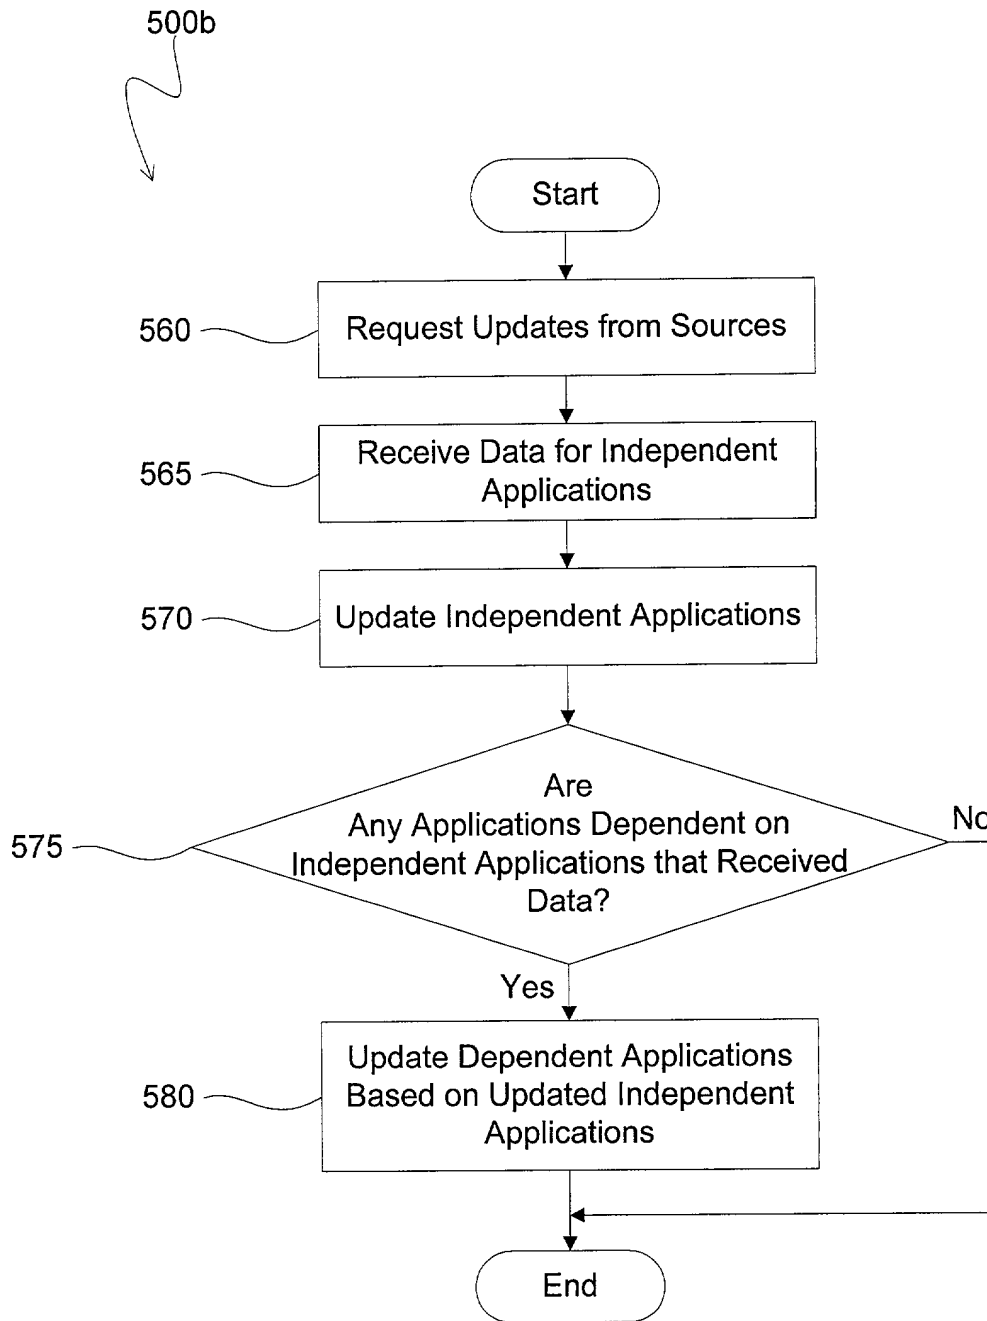 500b
Start
560
Request Updates from Sources
565
Receive Data for Independent
Applications
570
Update Independent Applications
575
Are
Any Applications Dependent on
Independent Applications that Received
Data?
No
Yes
580
Update Dependent Applications
Based on Updated Independent
Applications
End